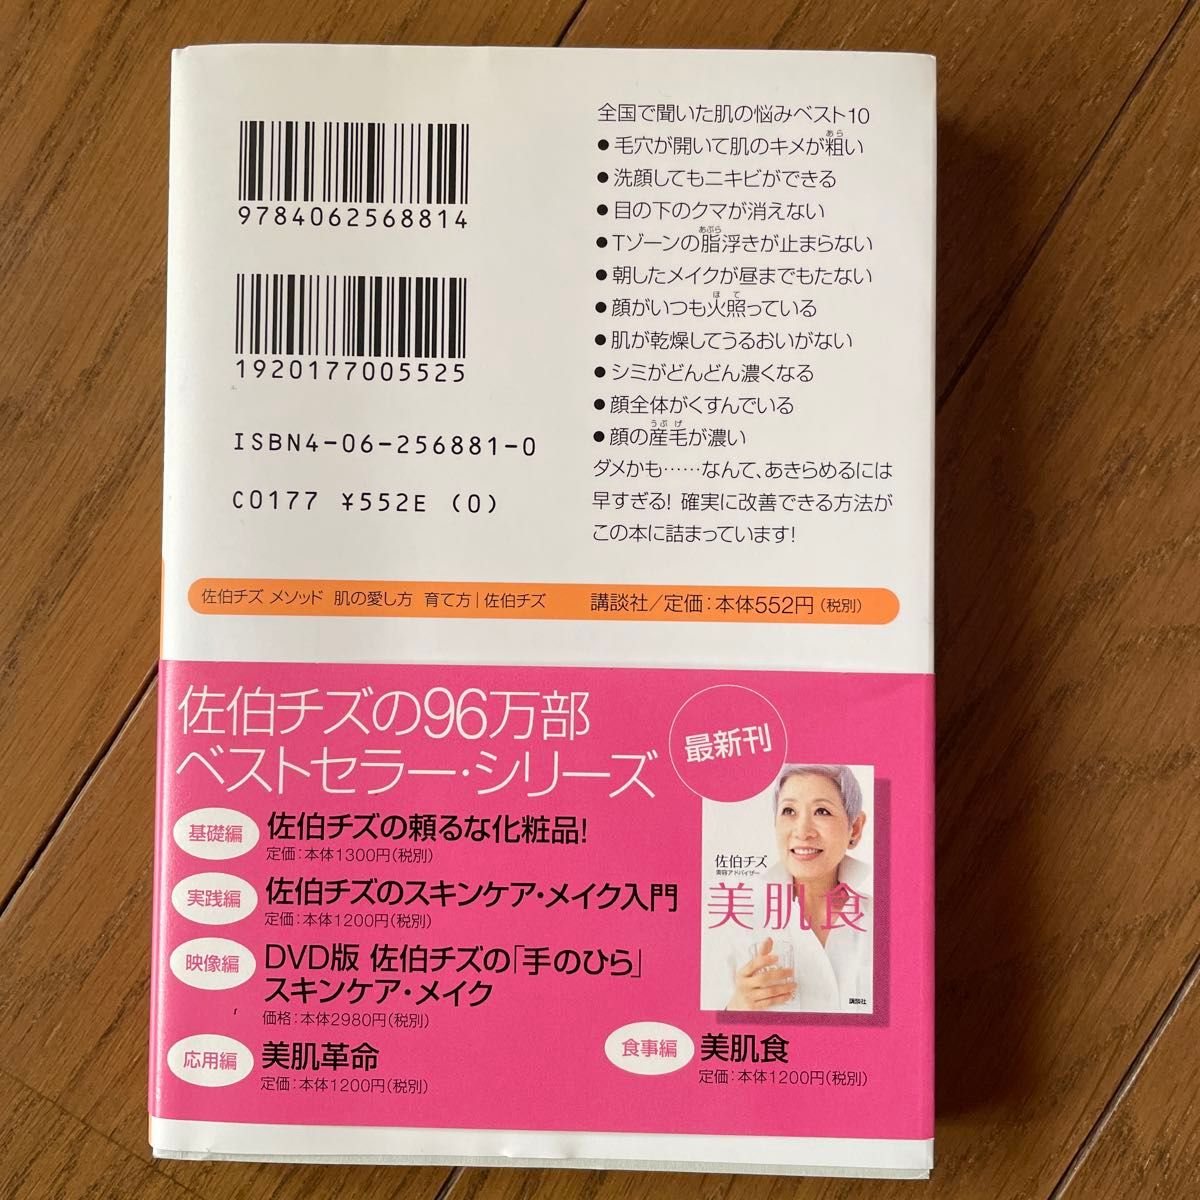 9784062568814
1920177005525
ISBN4-06-256881-0
C0177 ¥552E (0)
全国で聞いた肌の悩みベスト10
●毛穴が開いて肌のキメが粗い
あら
●洗顔してもニキビができる
●目の下のクマが消えない
●Tゾーンの脂浮きが止まらない
あぶら
●朝したメイクが昼までもたない
●顔がいつも火照っている
ほて
●肌が乾燥してうるおいがない
●シミがどんどん濃くなる
●顔全体がくすんでいる
●顔の産毛が濃い
うぶげ
ダメかも……なんて、あきらめるには
早すぎる! 確実に改善できる方法が
この本に詰まっています!
佐伯チズ メソッド 肌の愛し方 育て方|佐伯チズ 講談社/定価:本体552円(税別)
佐伯チズの96万部
ベストセラー・シリーズ
最新刊
基礎編 佐伯チズの頼るな化粧品!
定価:本体1300円(税別)
実践編 佐伯チズのスキンケア・メイク入門
定価:本体1200円(税別)
映像編 DVD版 佐伯チズの「手のひら」
スキンケア・メイク
価格:本体2980円(税別)
応用編 美肌革命
定価:本体1200円(税別)
佐伯チズ
美容アドバイザー
美肌食
講談社
食事編 美肌食
定価:本体1200円(税別)